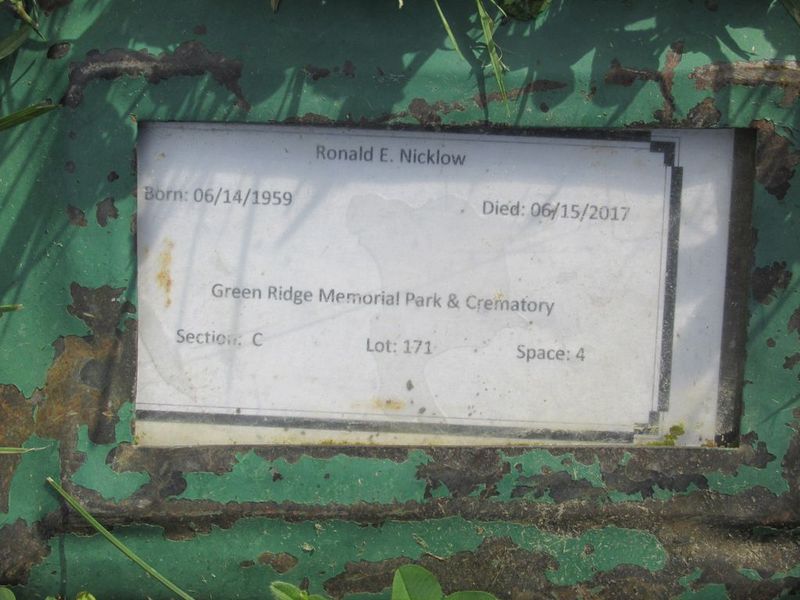 Ronald E. Nicklow
Born: 06/14/1959 Died: 06/15/2017
Green Ridge Memorial Park & Crematory
Section: C Lot: 171 Space: 4